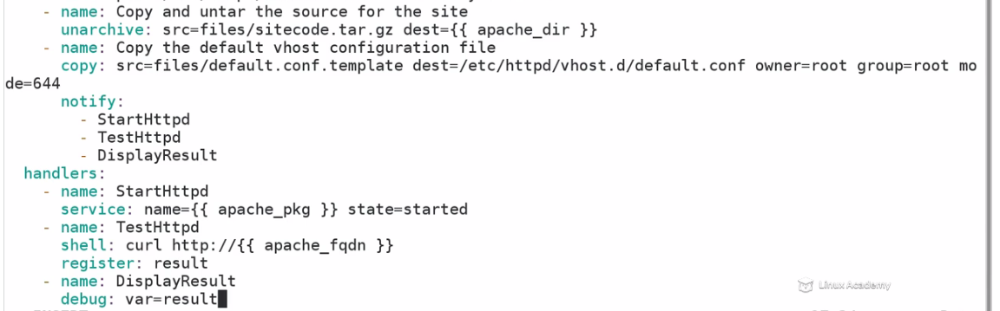 - name: Copy and untar the source for the site
      unarchive: src=files/sitecode.tar.gz dest={{ apache_dir }}
    - name: Copy the default vhost configuration file
      copy: src=files/default.conf.template dest=/etc/httpd/vhost.d/default.conf owner=root group=root mo
de=644
      notify:
        - StartHttpd
        - TestHttpd
        - DisplayResult
  handlers:
    - name: StartHttpd
      service: name={{ apache_pkg }} state=started
    - name: TestHttpd
      shell: curl http://{{ apache_fqdn }}
      register: result
    - name: DisplayResult
      debug: var=result
Linux Academy